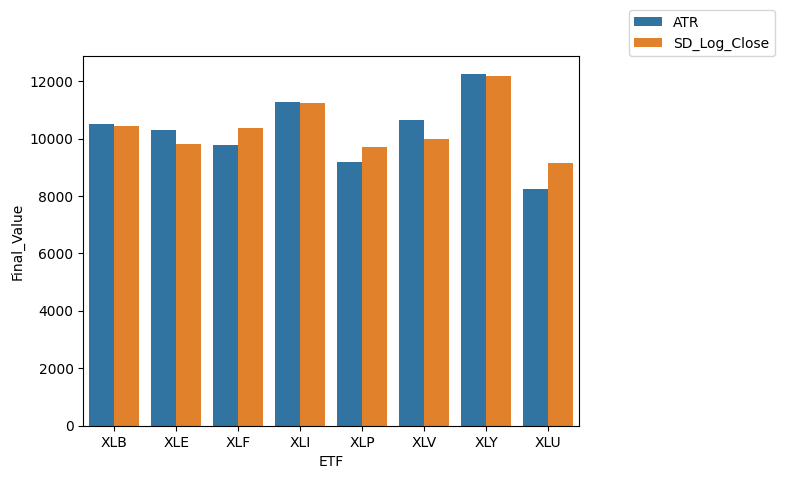 ATR
SD_Log_Close
12000
10000
8000
6000
4000
2000
0
Final_Value
XLB XLE XLF XLI XLP XLV XLY XLU
ETF